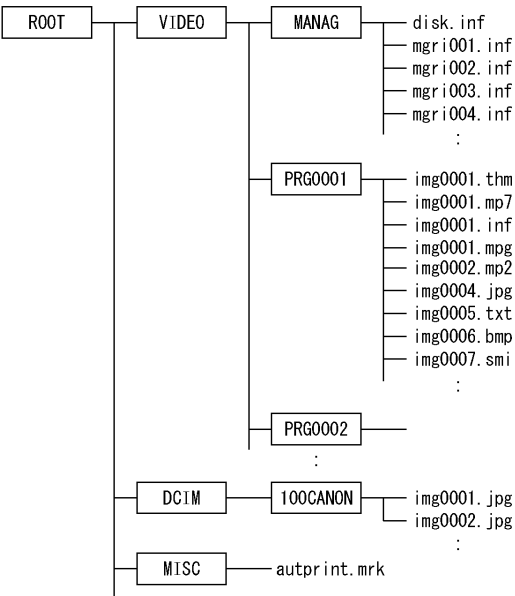 ROOT VIDEO MANAG disk.inf
mgri001.inf
mgri002.inf
mgri003.inf
mgri004.inf
:
PRG0001 img0001.thm
img0001.mp7
img0001.inf
img0001.mpg
img0002.mp2
img0004.jpg
img0005.txt
img0006.bmp
img0007.smi
:
PRG0002
:
DCIM 100CANON img0001.jpg
img0002.jpg
:
MISC autprint.mrk